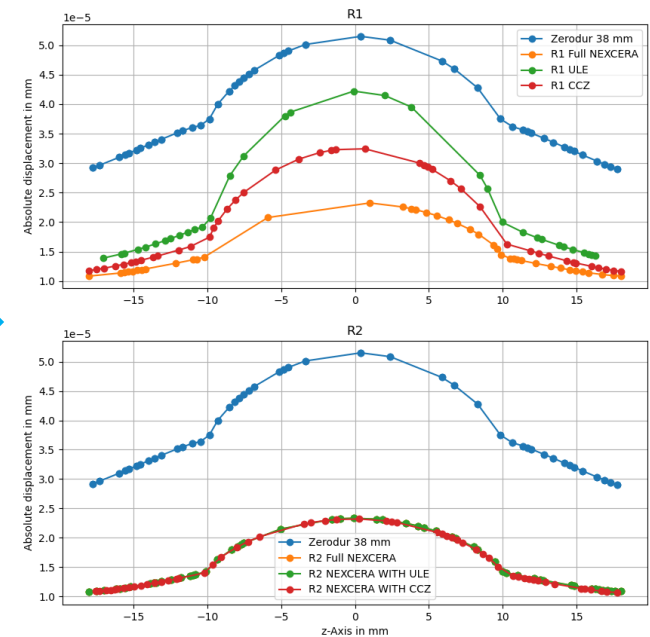 R1
1e−5
Absolute displacement in mm
5.0
4.5
4.0
3.5
3.0
2.5
2.0
1.5
1.0
Zerodur 38 mm
R1 Full NEXCERA
R1 ULE
R1 CCZ
−15 −10 −5 0 5 10 15
R2
1e−5
Absolute displacement in mm
5.0
4.5
4.0
3.5
3.0
2.5
2.0
1.5
1.0
Zerodur 38 mm
R2 Full NEXCERA
R2 NEXCERA WITH ULE
R2 NEXCERA WITH CCZ
−15 −10 −5 0 5 10 15
z-Axis in mm